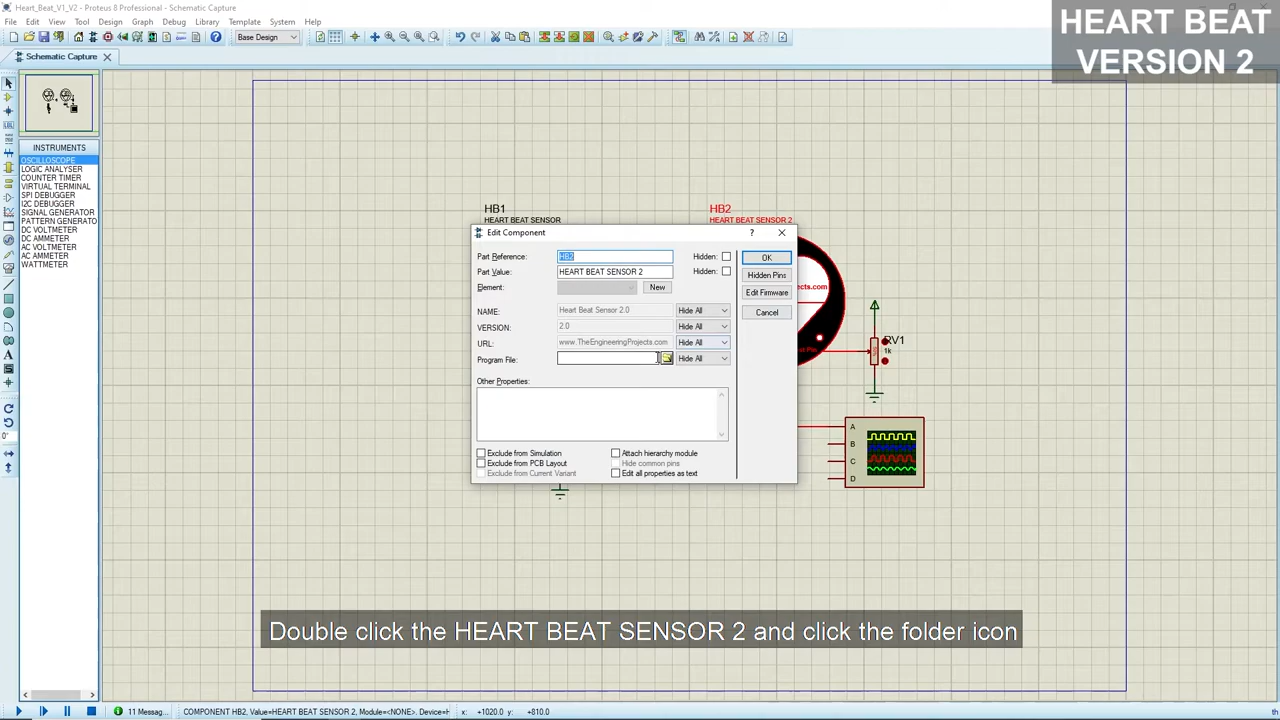 Heart_Beat_V1_V2 - Proteus 8 Professional - Schematic Capture
File Edit View Tool Design Graph Debug Library Template System Help
Base Design
Schematic Capture
HEART BEAT
VERSION 2
INSTRUMENTS
OSCILLOSCOPE
LOGIC ANALYSER
COUNTER TIMER
VIRTUAL TERMINAL
SPI DEBUGGER
I2C DEBUGGER
SIGNAL GENERATOR
PATTERN GENERATO
DC VOLTMETER
DC AMMETER
AC VOLTMETER
AC AMMETER
WATTMETER
0°
HB1
HEART BEAT SENSOR
HB2
HEART BEAT SENSOR 2
Edit Component
?
Part Reference: HB2 Hidden:
Part Value: HEART BEAT SENSOR 2 Hidden:
Element: New
NAME: Heart Beat Sensor 2.0 Hide All
VERSION: 2.0 Hide All
URL: www.TheEngineeringProjects.com Hide All
Program File: Hide All
Other Properties:
Exclude from Simulation
Exclude from PCB Layout
Exclude from Current Variant
Attach hierarchy module
Hide common pins
Edit all properties as text
OK
Hidden Pins
Edit Firmware
Cancel
jects.com
RV1
1k
A
B
C
D
Double click the HEART BEAT SENSOR 2 and click the folder icon
11 Messag... COMPONENT HB2, Value=HEART BEAT SENSOR 2, Module=<NONE>, Device=H x: +1020.0 y: +810.0 th